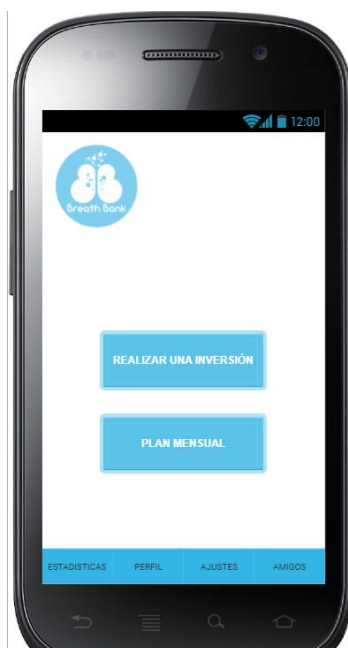 12:00
Breath Bank
REALIZAR UNA INVERSIÓN
PLAN MENSUAL
ESTADISTICAS PERFIL AJUSTES AMIGOS